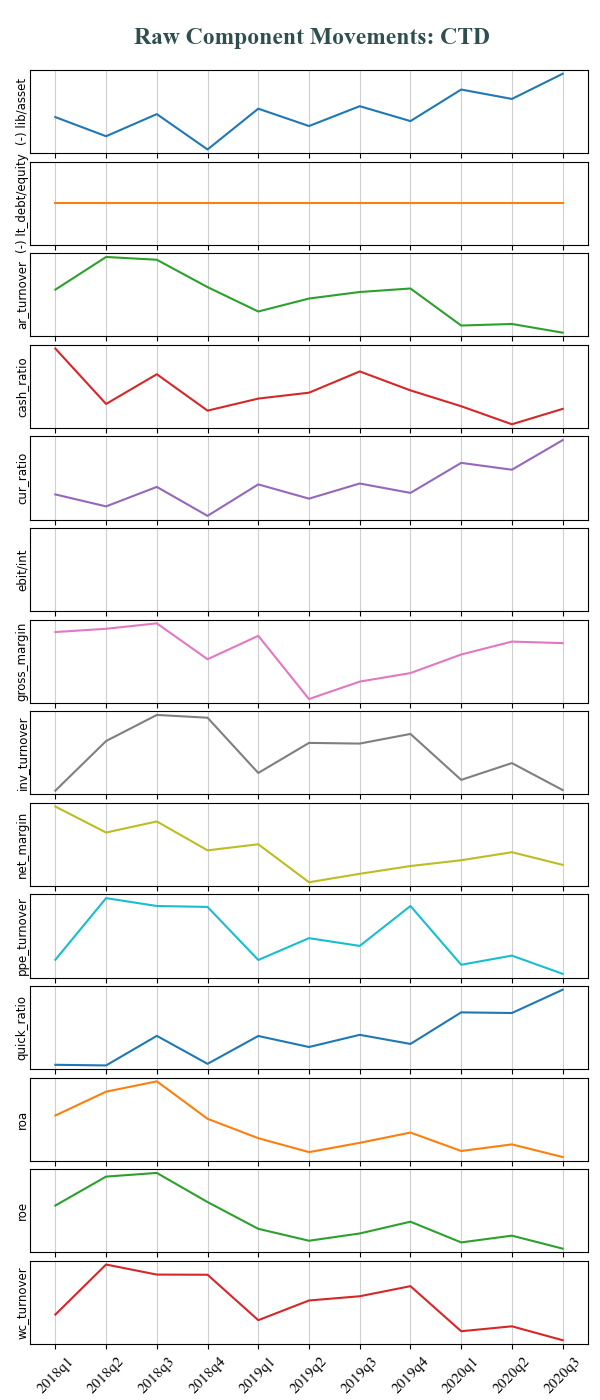 Raw Component Movements: CTD
(-) lib/asset
(-) lt_debt/equity
ar_turnover
cash_ratio
cur_ratio
ebit/int
gross_margin
inv_turnover
net_margin
ppe_turnover
quick_ratio
roa
roe
wc_turnover
2018q1 2018q2 2018q3 2018q4 2019q1 2019q2 2019q3 2019q4 2020q1 2020q2 2020q3